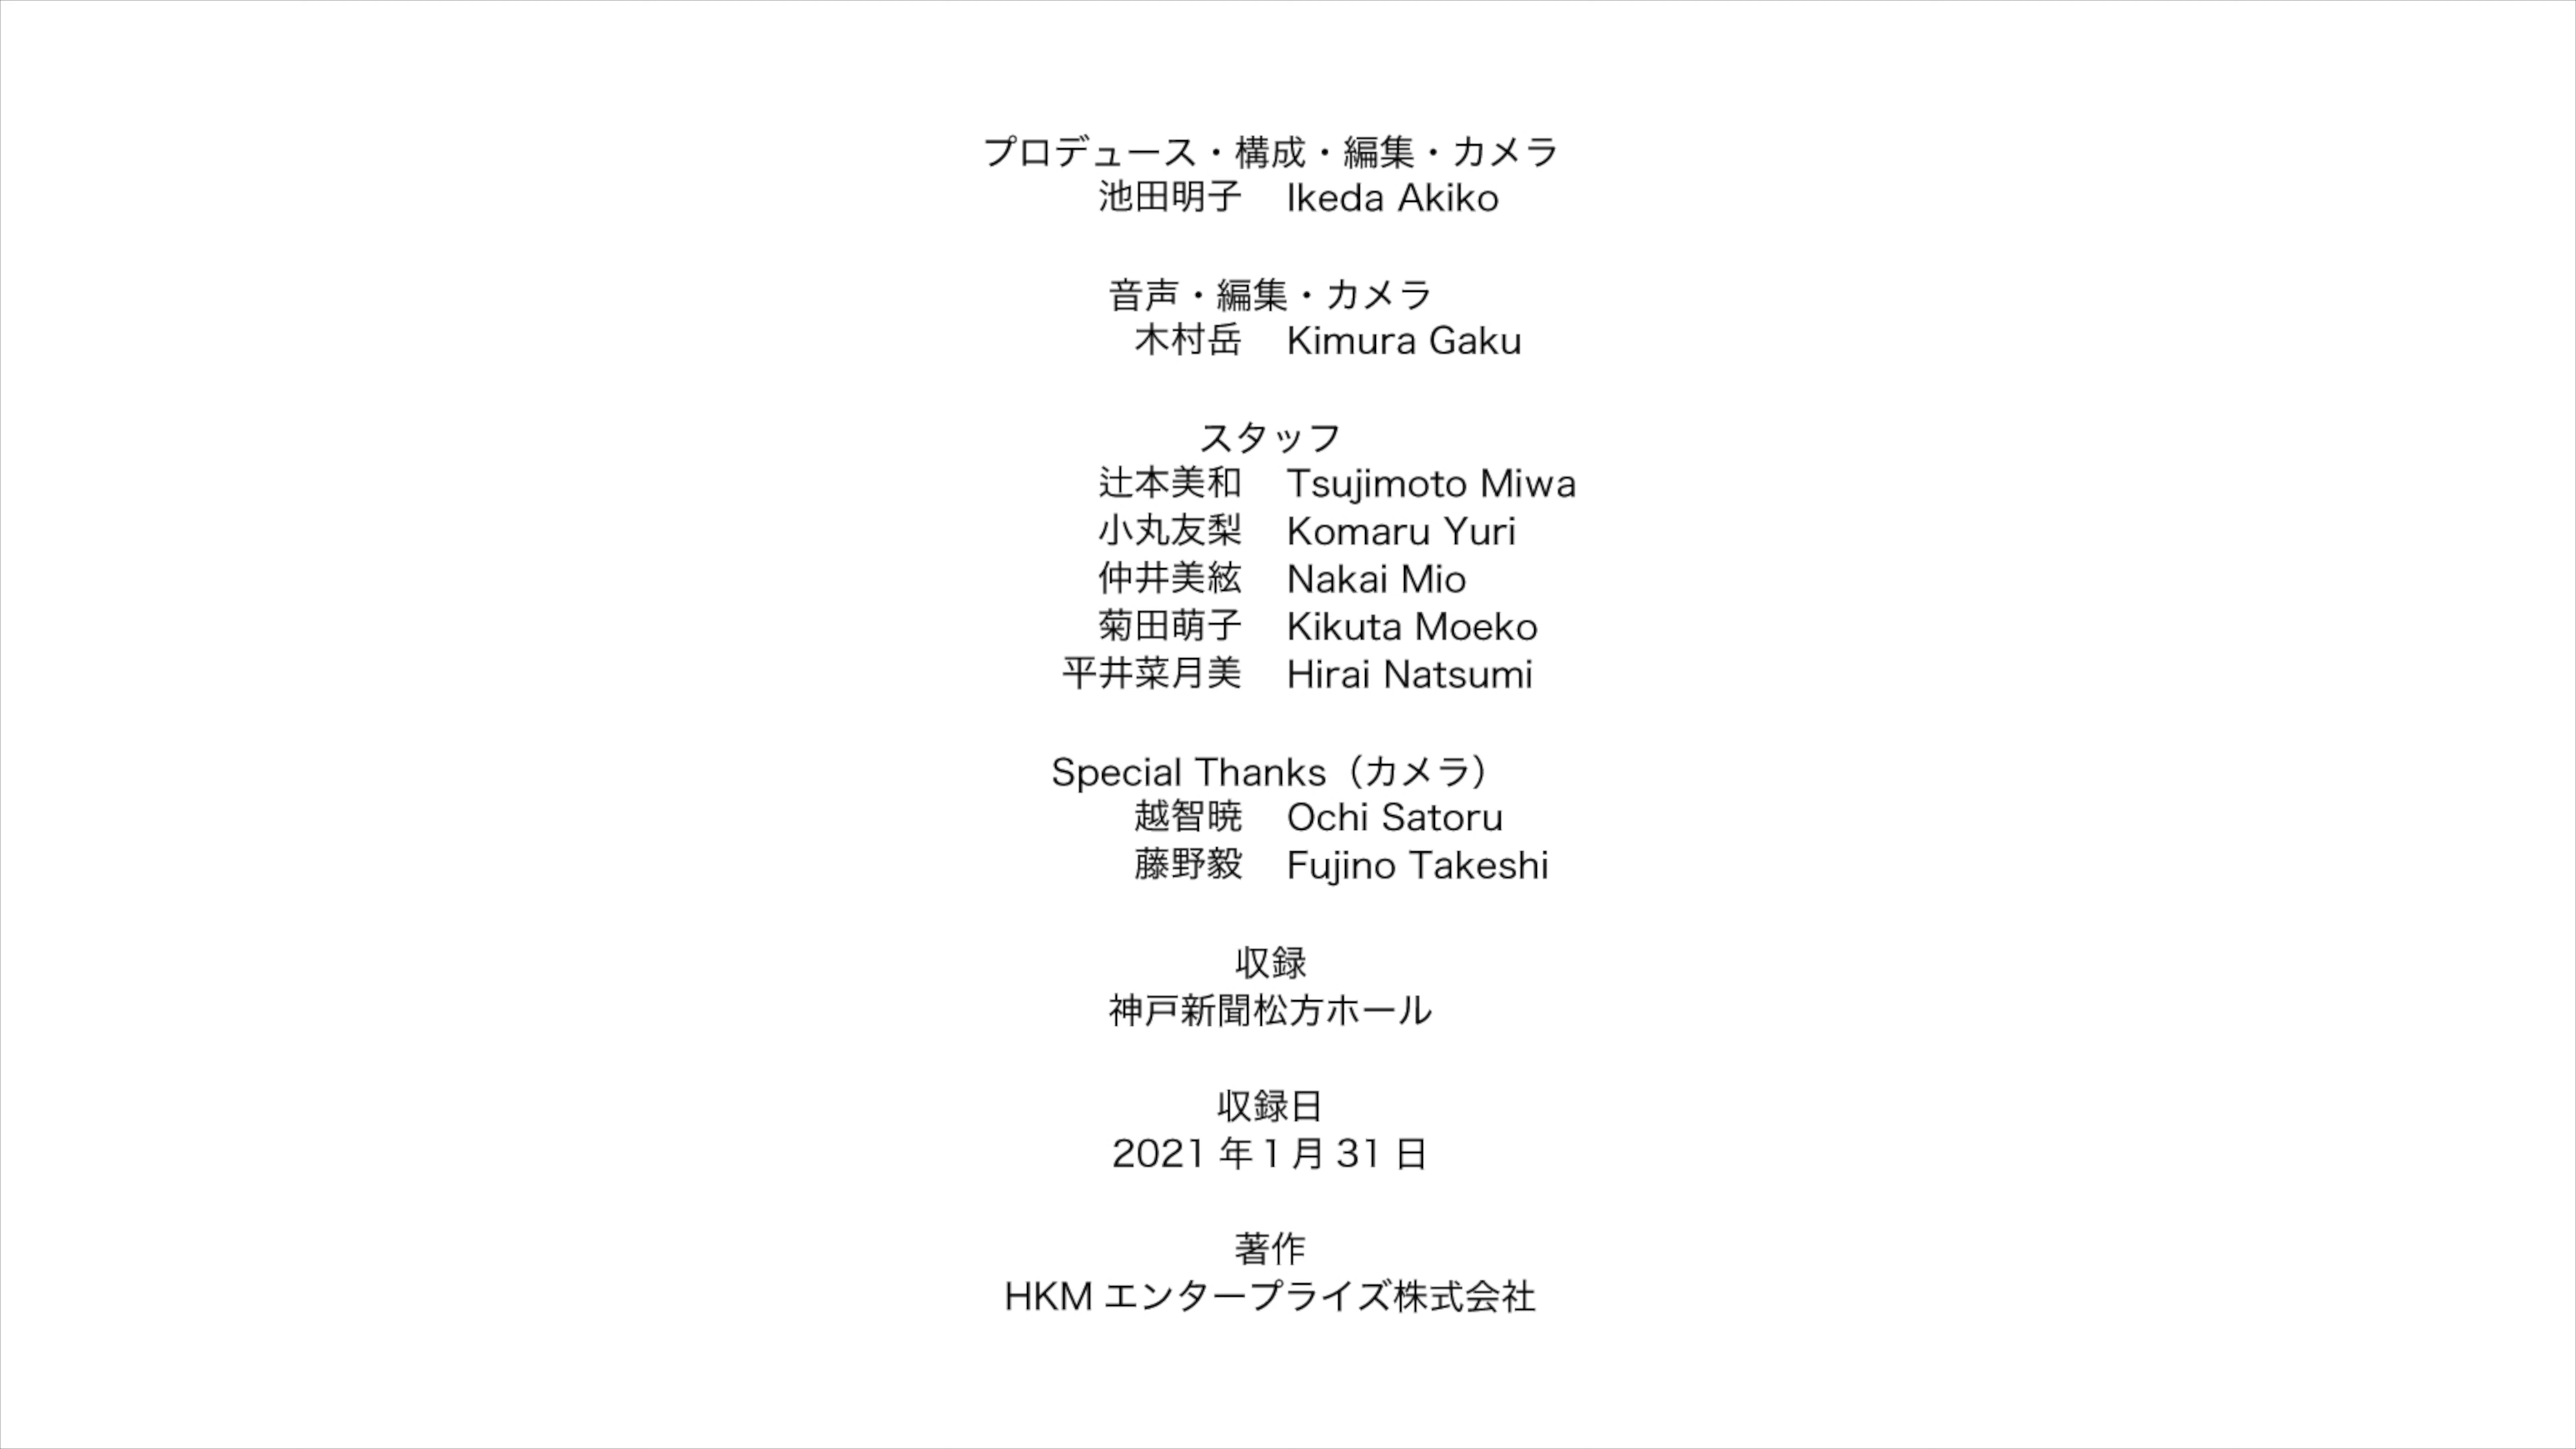 プロデュース・構成・編集・カメラ
池田明子　Ikeda Akiko
音声・編集・カメラ
木村岳　Kimura Gaku
スタッフ
辻本美和　Tsujimoto Miwa
小丸友梨　Komaru Yuri
仲井美絃　Nakai Mio
菊田萌子　Kikuta Moeko
平井菜月美　Hirai Natsumi
Special Thanks（カメラ）
越智暁　Ochi Satoru
藤野毅　Fujino Takeshi
収録
神戸新聞松方ホール
収録日
2021 年 1 月 31 日
著作
HKM エンタープライズ株式会社